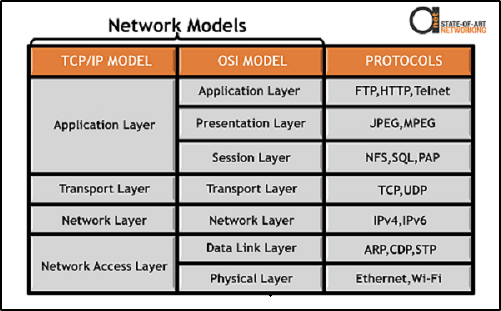 Network Models
anet
STATE-OF-ART
NETWORKING
TCP/IP MODEL OSI MODEL PROTOCOLS
Application Layer
Application Layer FTP,HTTP,Telnet
Presentation Layer JPEG,MPEG
Session Layer NFS,SQL,PAP
Transport Layer Transport Layer TCP,UDP
Network Layer Network Layer IPv4,IPv6
Network Access Layer
Data Link Layer ARP,CDP,STP
Physical Layer Ethernet,Wi-Fi